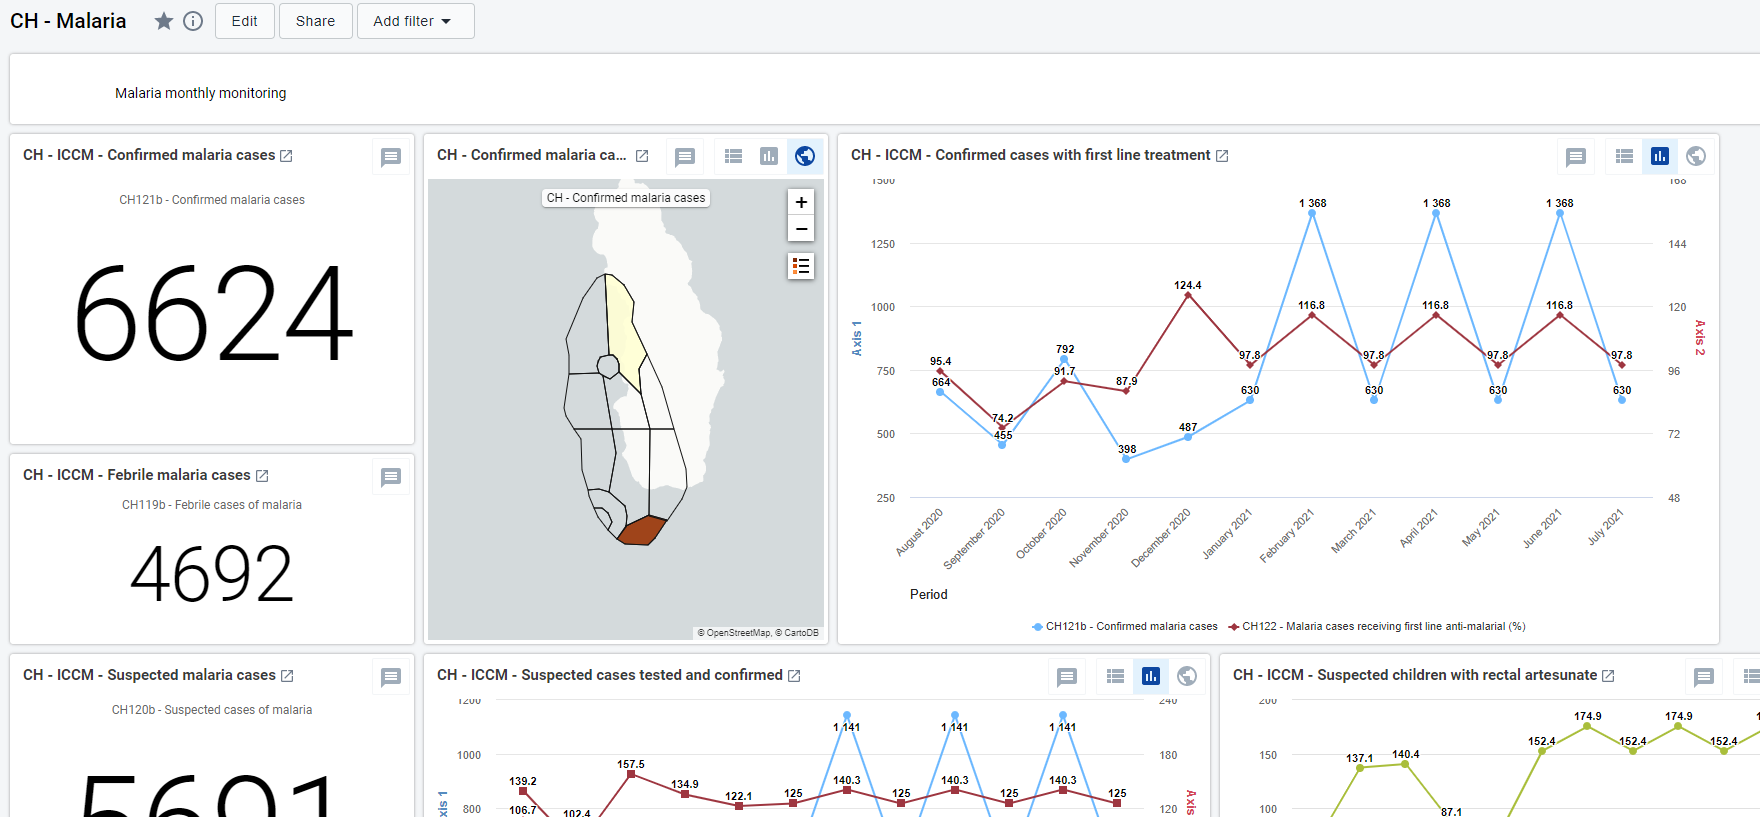 CH - Malaria
Edit
Share
Add filter
Malaria monthly monitoring
CH - ICCM - Confirmed malaria cases
CH121b - Confirmed malaria cases
6624
CH - Confirmed malaria ca...
CH - Confirmed malaria cases
+
−
© OpenStreetMap, © CartoDB
CH - ICCM - Confirmed cases with first line treatment
1500
1250
1000
750
500
250
Axis 1
168
144
120
96
72
48
Axis 2
95.4
664
74.2
455
792
91.7
87.9
398
124.4
487
97.8
630
1 368
116.8
97.8
630
1 368
116.8
97.8
630
1 368
116.8
97.8
630
August 2020
September 2020
October 2020
November 2020
December 2020
January 2021
February 2021
March 2021
April 2021
May 2021
June 2021
July 2021
Period
CH121b - Confirmed malaria cases
CH122 - Malaria cases receiving first line anti-malarial (%)
CH - ICCM - Febrile malaria cases
CH119b - Febrile cases of malaria
4692
CH - ICCM - Suspected malaria cases
CH120b - Suspected cases of malaria
5691
CH - ICCM - Suspected cases tested and confirmed
1200
1000
800
240
180
120
139.2
106.7
102.4
157.5
134.9
122.1
125
1 141
140.3
125
1 141
140.3
125
1 141
140.3
125
CH - ICCM - Suspected children with rectal artesunate
200
150
100
137.1
140.4
87.1
152.4
174.9
152.4
174.9
152.4